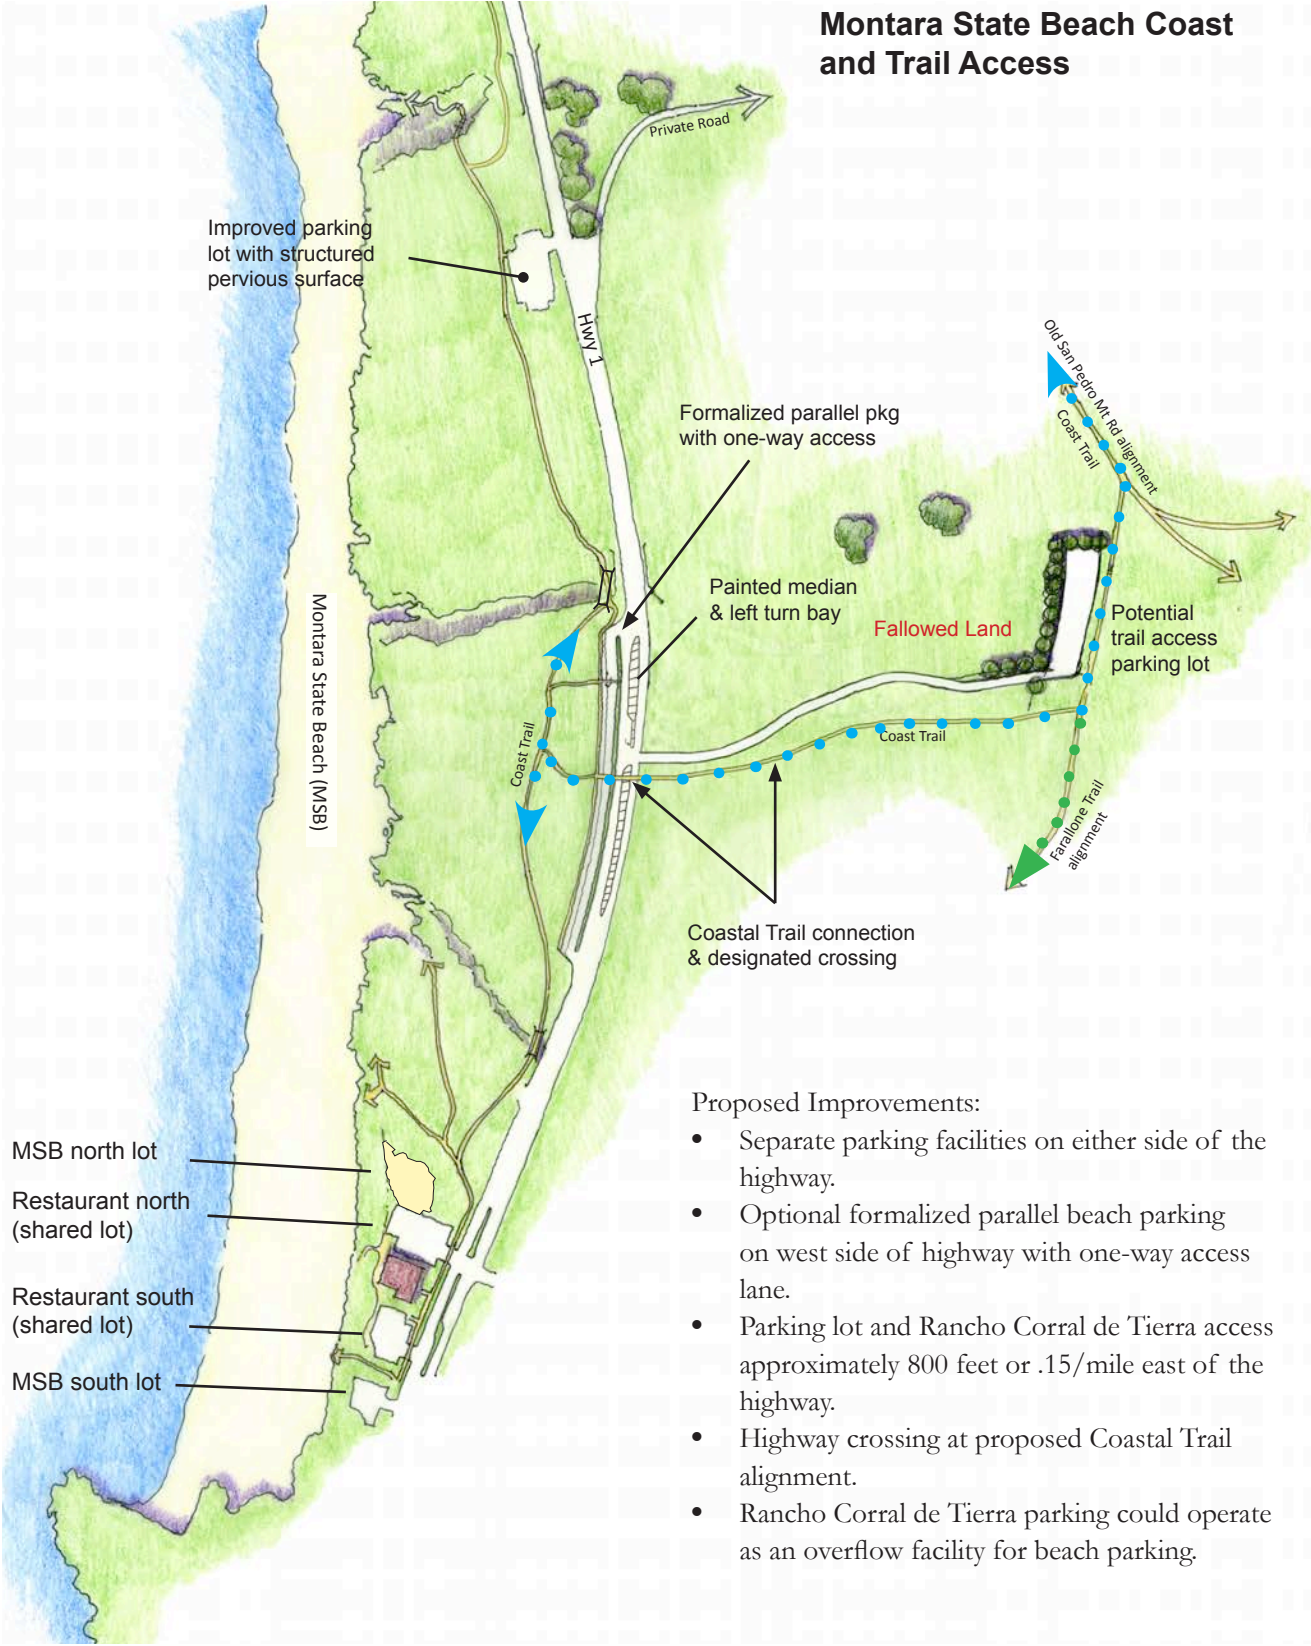 Montara State Beach Coast
and Trail Access
Private Road
Improved parking
lot with structured
pervious surface
Hwy 1
Old San Pedro Mt Rd alignment
Coast Trail
Formalized parallel pkg
with one-way access
Painted median
& left turn bay
Fallowed Land
Potential
trail access
parking lot
Montara State Beach (MSB)
Coast Trail
Coast Trail
Farallone Trail
alignment
Coastal Trail connection
& designated crossing
MSB north lot
Restaurant north
(shared lot)
Restaurant south
(shared lot)
MSB south lot
Proposed Improvements:
• Separate parking facilities on either side of the
highway.
• Optional formalized parallel beach parking
on west side of highway with one-way access
lane.
• Parking lot and Rancho Corral de Tierra access
approximately 800 feet or .15/mile east of the
highway.
• Highway crossing at proposed Coastal Trail
alignment.
• Rancho Corral de Tierra parking could operate
as an overflow facility for beach parking.